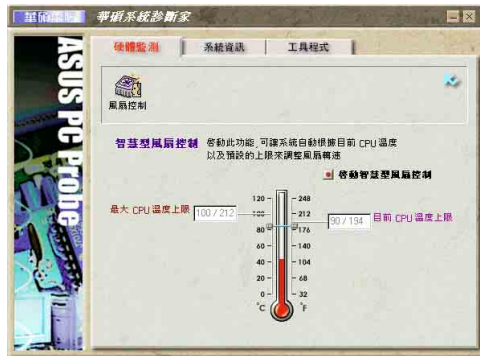 華碩電腦 華碩系統診斷家
硬體監測 系統資訊 工具程式
風扇控制
智慧型風扇控制 啓動此功能,可讓系統自動根據目前 CPU 溫度
以及預設的上限來調整風扇轉速
啓動智慧型風扇控制
最大 CPU 溫度上限 100 / 212
90 / 194 目前 CPU 溫度上限
120 248
100 212
80 176
60 140
40 104
20 68
0 32
°C °F
ASUS PC Probe